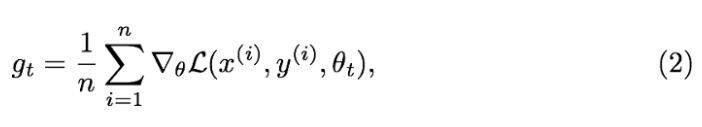 g_t = \frac{1}{n} \sum_{i=1}^{n} \nabla_\theta \mathcal{L}(x^{(i)}, y^{(i)}, \theta_t), (2)